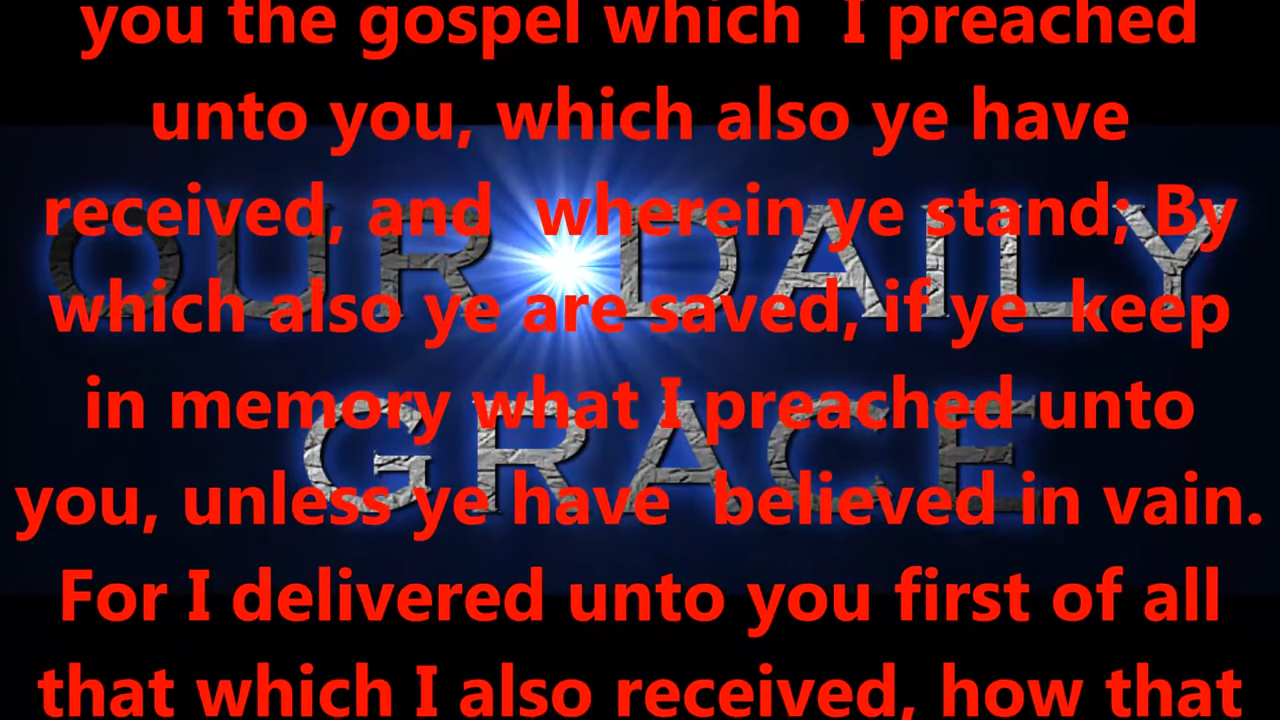 you the gospel which  I preached
unto you, which also ye have
received, and  wherein ye stand; By
which also ye are saved, if ye  keep
in memory what I preached unto
you, unless ye have  believed in vain.
For I delivered unto you first of all
that which I also received, how that
OUR DAILY
GRACE